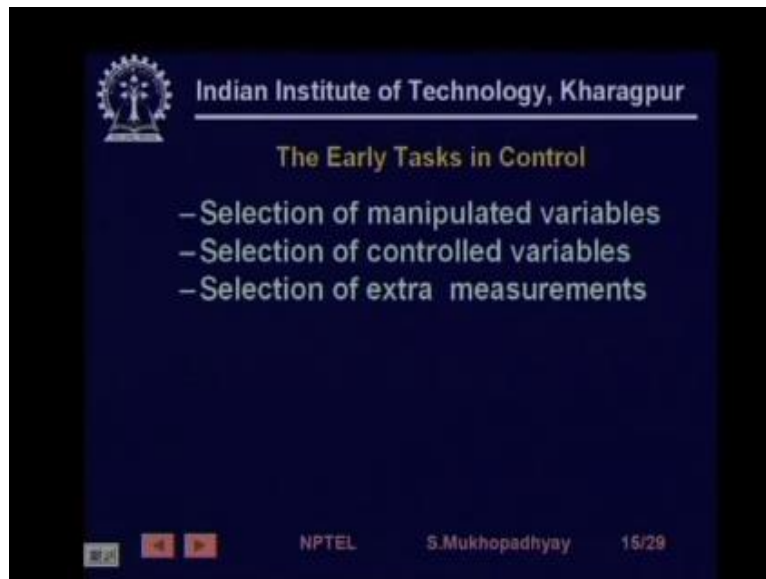 Indian Institute of Technology, Kharagpur
The Early Tasks in Control
–Selection of manipulated variables
–Selection of controlled variables
–Selection of extra measurements
NPTEL S.Mukhopadhyay 15/29